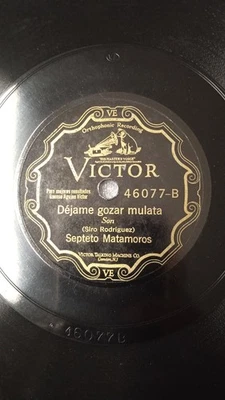 VE
Orthophonic Recording
"HIS MASTER'S VOICE"
VICTOR
Para mejores resultados
úsense Agujas Victor
46077-B
Déjame gozar mulata
Son
(Siro Rodríguez)
Septeto Matamoros
VICTOR TALKING MACHINE CO.
Camden, N.J.
VE
46077B